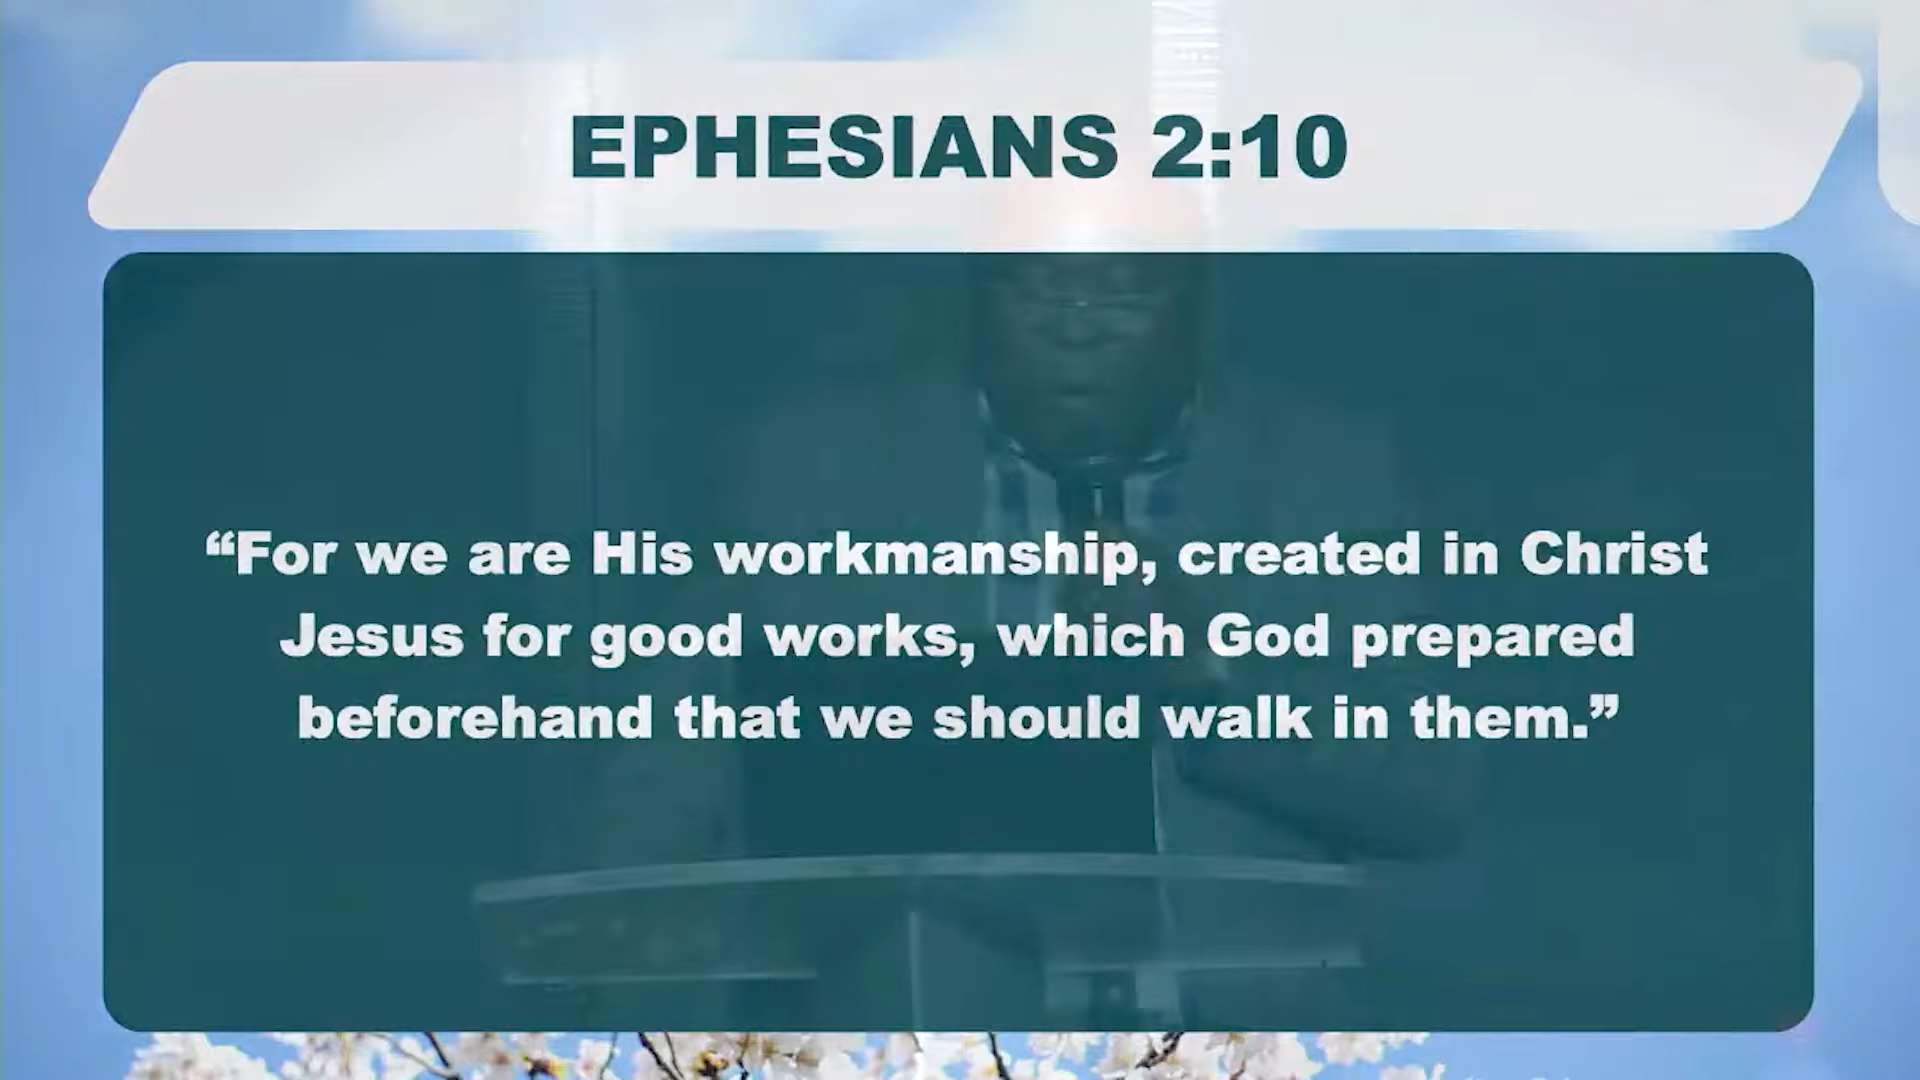 EPHESIANS 2:10
“For we are His workmanship, created in Christ
Jesus for good works, which God prepared
beforehand that we should walk in them.”